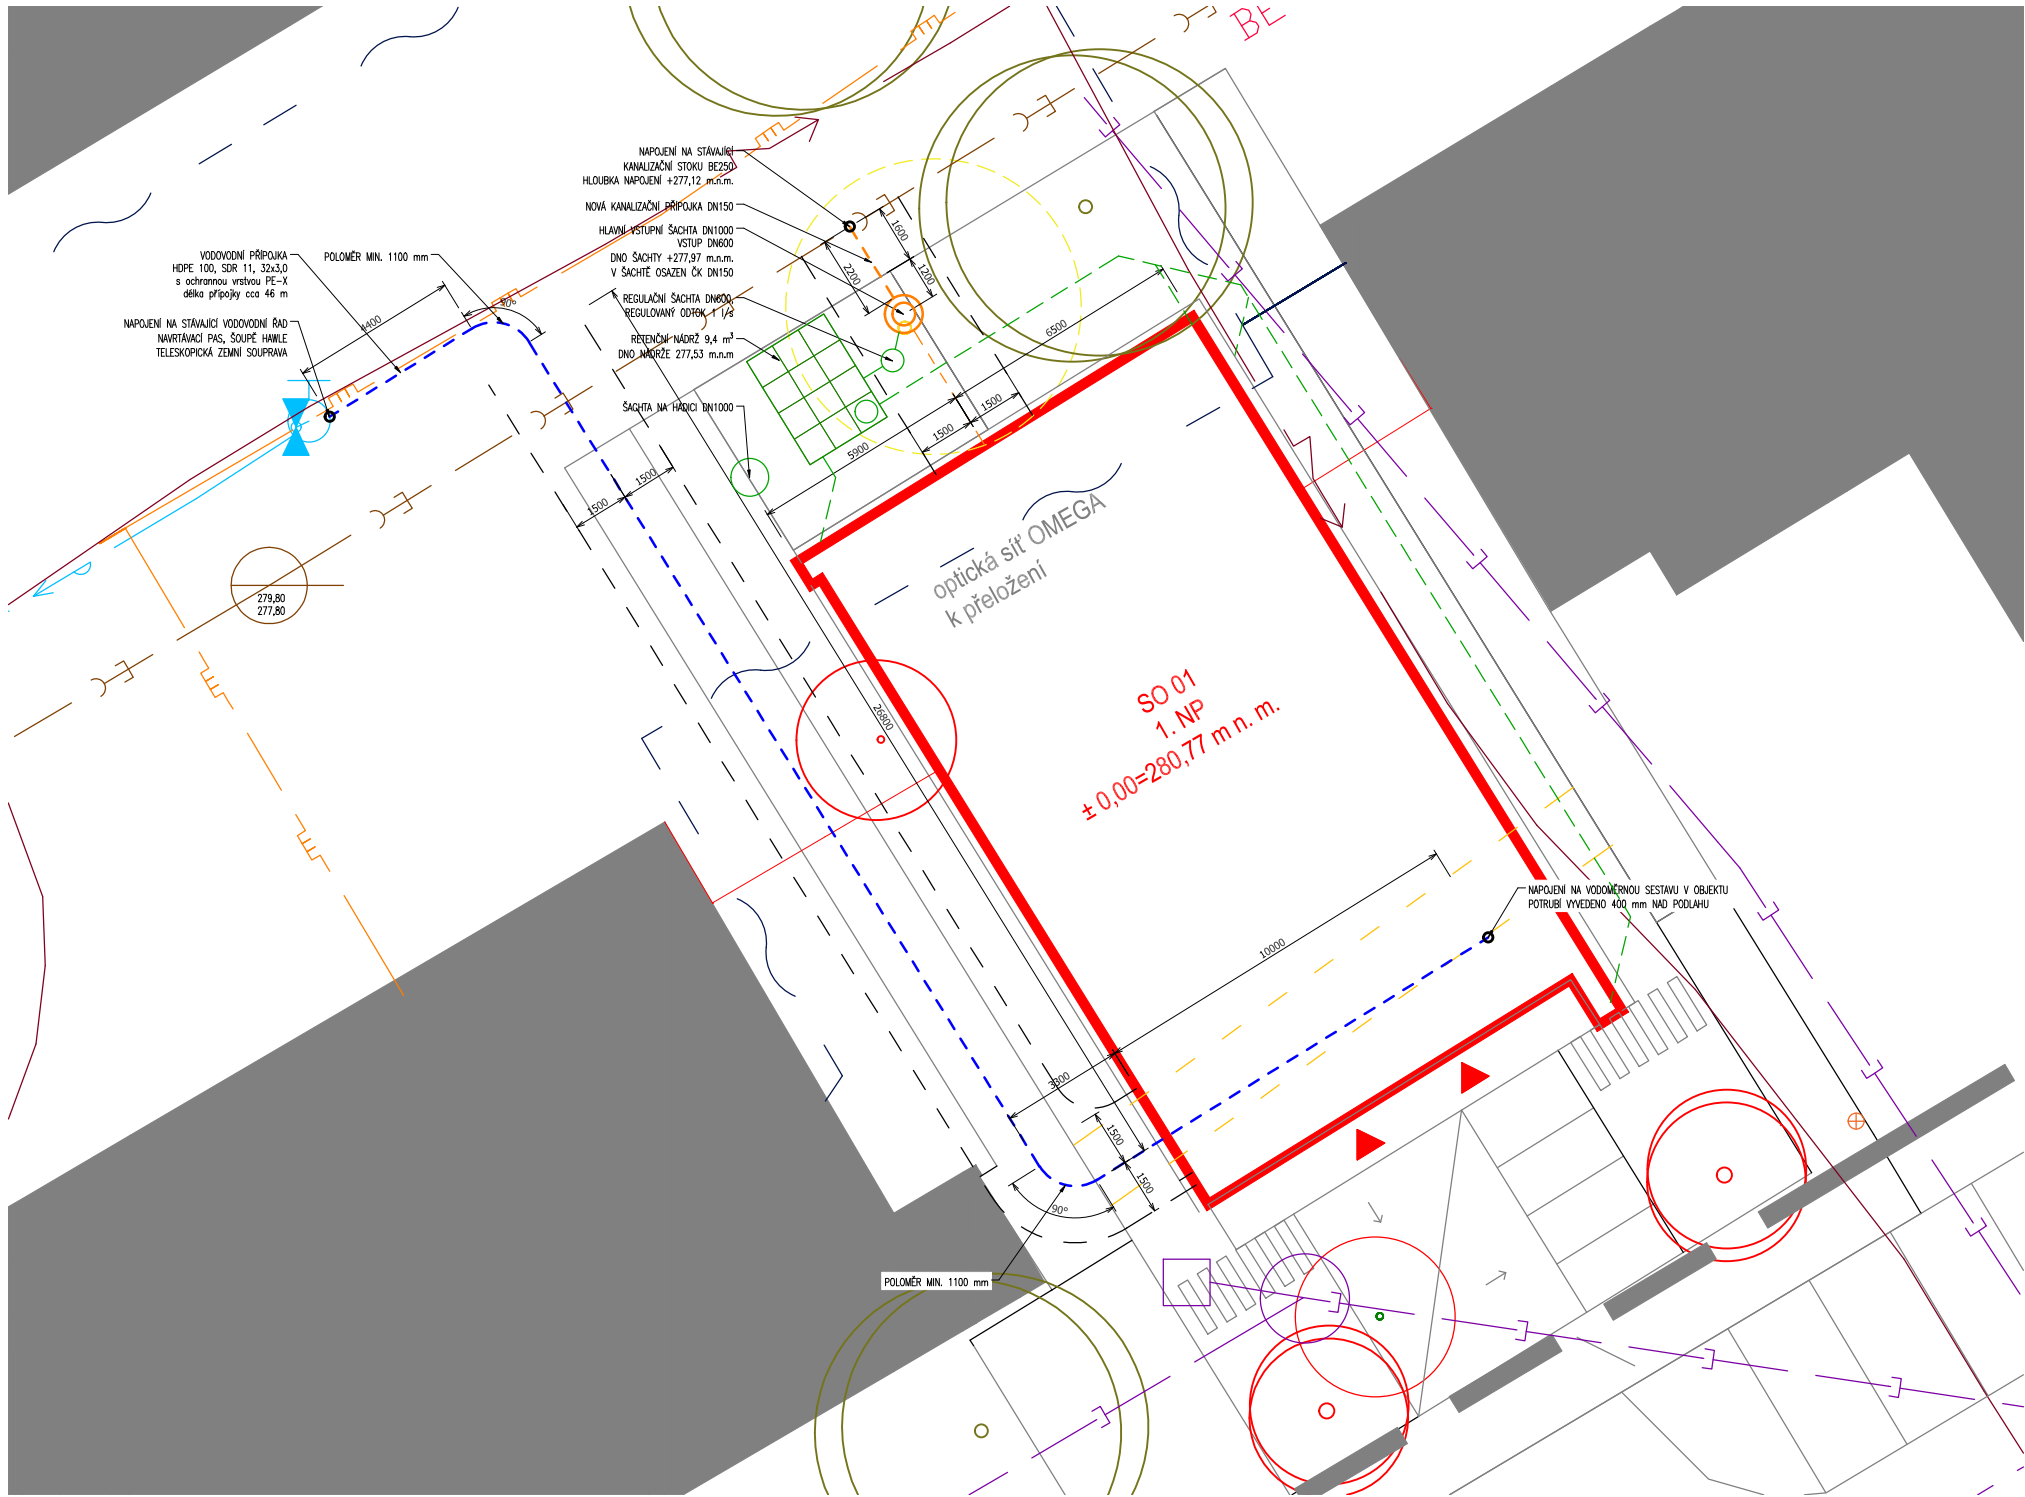 BE
NAPOJENÍ NA STÁVAJÍCÍ
KANALIZAČNÍ STOKU BE250
HLOUBKA NAPOJENÍ +277,12 m.n.m.
NOVÁ KANALIZAČNÍ PŘÍPOJKA DN150
HLAVNÍ VSTUPNÍ ŠACHTA DN1000
VSTUP DN600
DNO ŠACHTY +277,97 m.n.m.
V ŠACHTĚ OSAZEN ČK DN150
REGULAČNÍ ŠACHTA DN600,
REGULOVANÝ ODTOK 1 l/s
RETENČNÍ NÁDRŽ 9,4 m³
DNO NÁDRŽE 277,53 m.n.m
ŠACHTA NA HADICI DN1000
VODOVODNÍ PŘÍPOJKA
HDPE 100, SDR 11, 32x3,0
s ochrannou vrstvou PE-X
délka přípojky cca 46 m
POLOMĚR MIN. 1100 mm
NAPOJENÍ NA STÁVAJÍCÍ VODOVODNÍ ŘAD
NAVRTÁVACÍ PAS, ŠOUPĚ HAWLE
TELESKOPICKÁ ZEMNÍ SOUPRAVA
4400
90°
1600
2200
1200
6500
1500
1500
5900
1500
1500
279,80
277,80
optická síť OMEGA
k přeložení
SO 01
1. NP
± 0,00=280,77 m n. m.
26800
NAPOJENÍ NA VODOMĚRNOU SESTAVU V OBJEKTU
POTRUBÍ VYVEDENO 400 mm NAD PODLAHU
10000
3300
1500
1500
90°
POLOMĚR MIN. 1100 mm